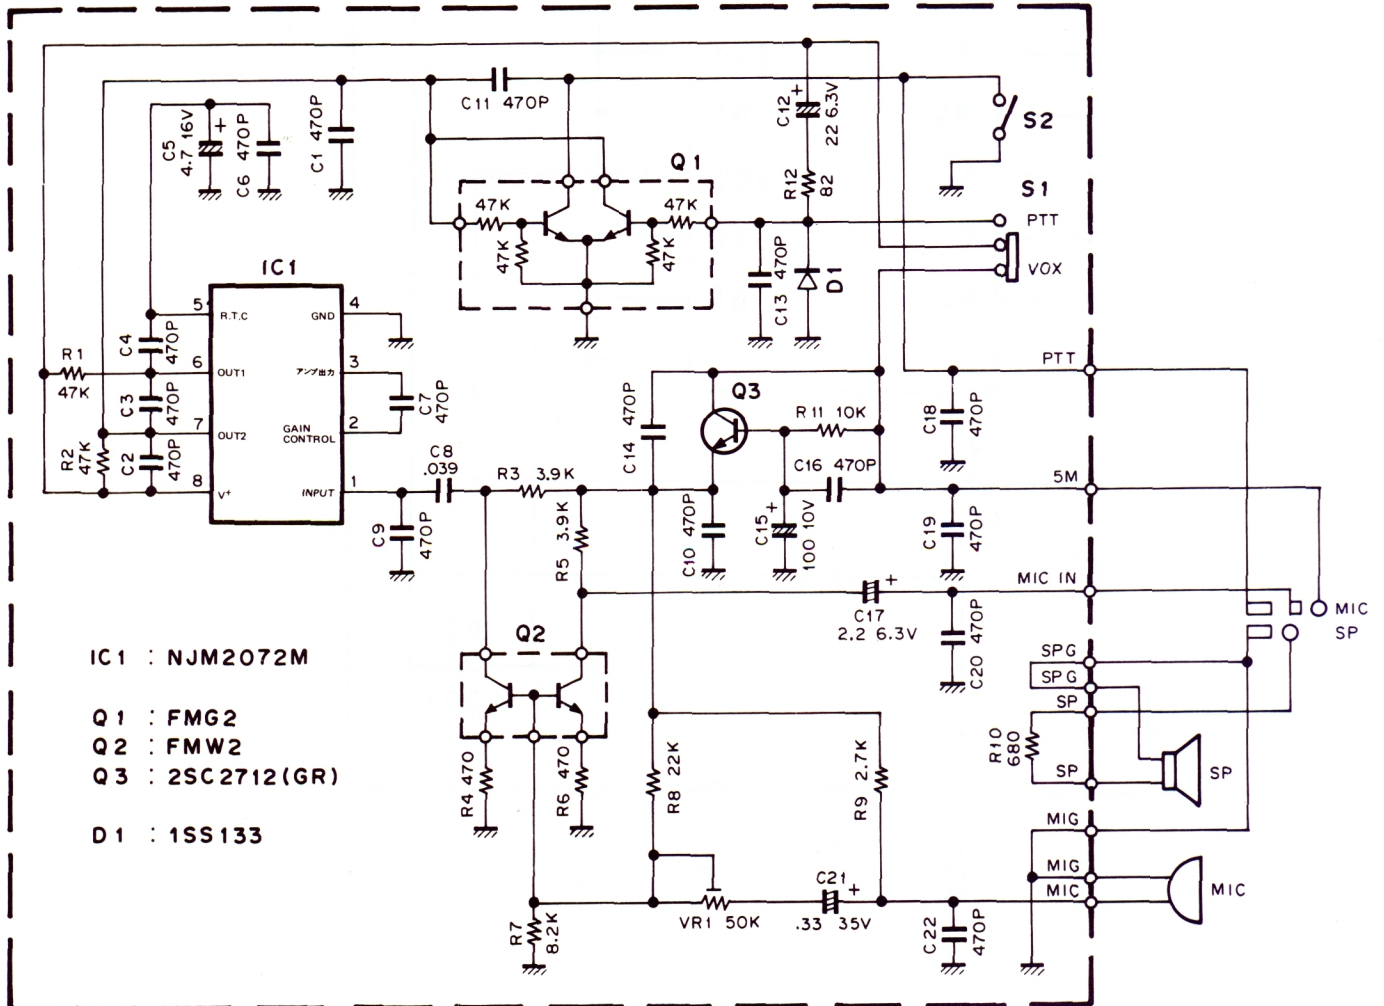 C11 470P
C12 + 22 6.3V
S2
C5 4.7 16V +
C6 470P
C1 470P
Q1
R12 82
S1
47K
47K
PTT
47K
47K
C13 470P
D1
VOX
IC1
5
R.T.C
GND
4
C4 470P
R1
47K
6
OUT1
アンプ出力
3
C7 470P
PTT
C3 470P
7
OUT2
GAIN
CONTROL
2
R2 47K
C2 470P
8
V+
INPUT
1
C14 470P
Q3
R11 10K
C18 470P
C8
.039
R3 3.9K
C16 470P
5M
C9 470P
R5 3.9K
C10 470P
C15 + 100 10V
C19 470P
MIC IN
+
C17
2.2 6.3V
C20 470P
MIC
SP
Q2
IC1 : NJM2072M
SPG
SPG
SP
Q1 : FMG2
Q2 : FMW2
Q3 : 2SC2712(GR)
R4 470
R6 470
R8 22K
R9 2.7K
R10 680
SP
SP
D1 : 1SS133
MIG
MIG
MIC
MIC
C21
+
VR1 50K
.33 35V
R7 8.2K
C22 470P